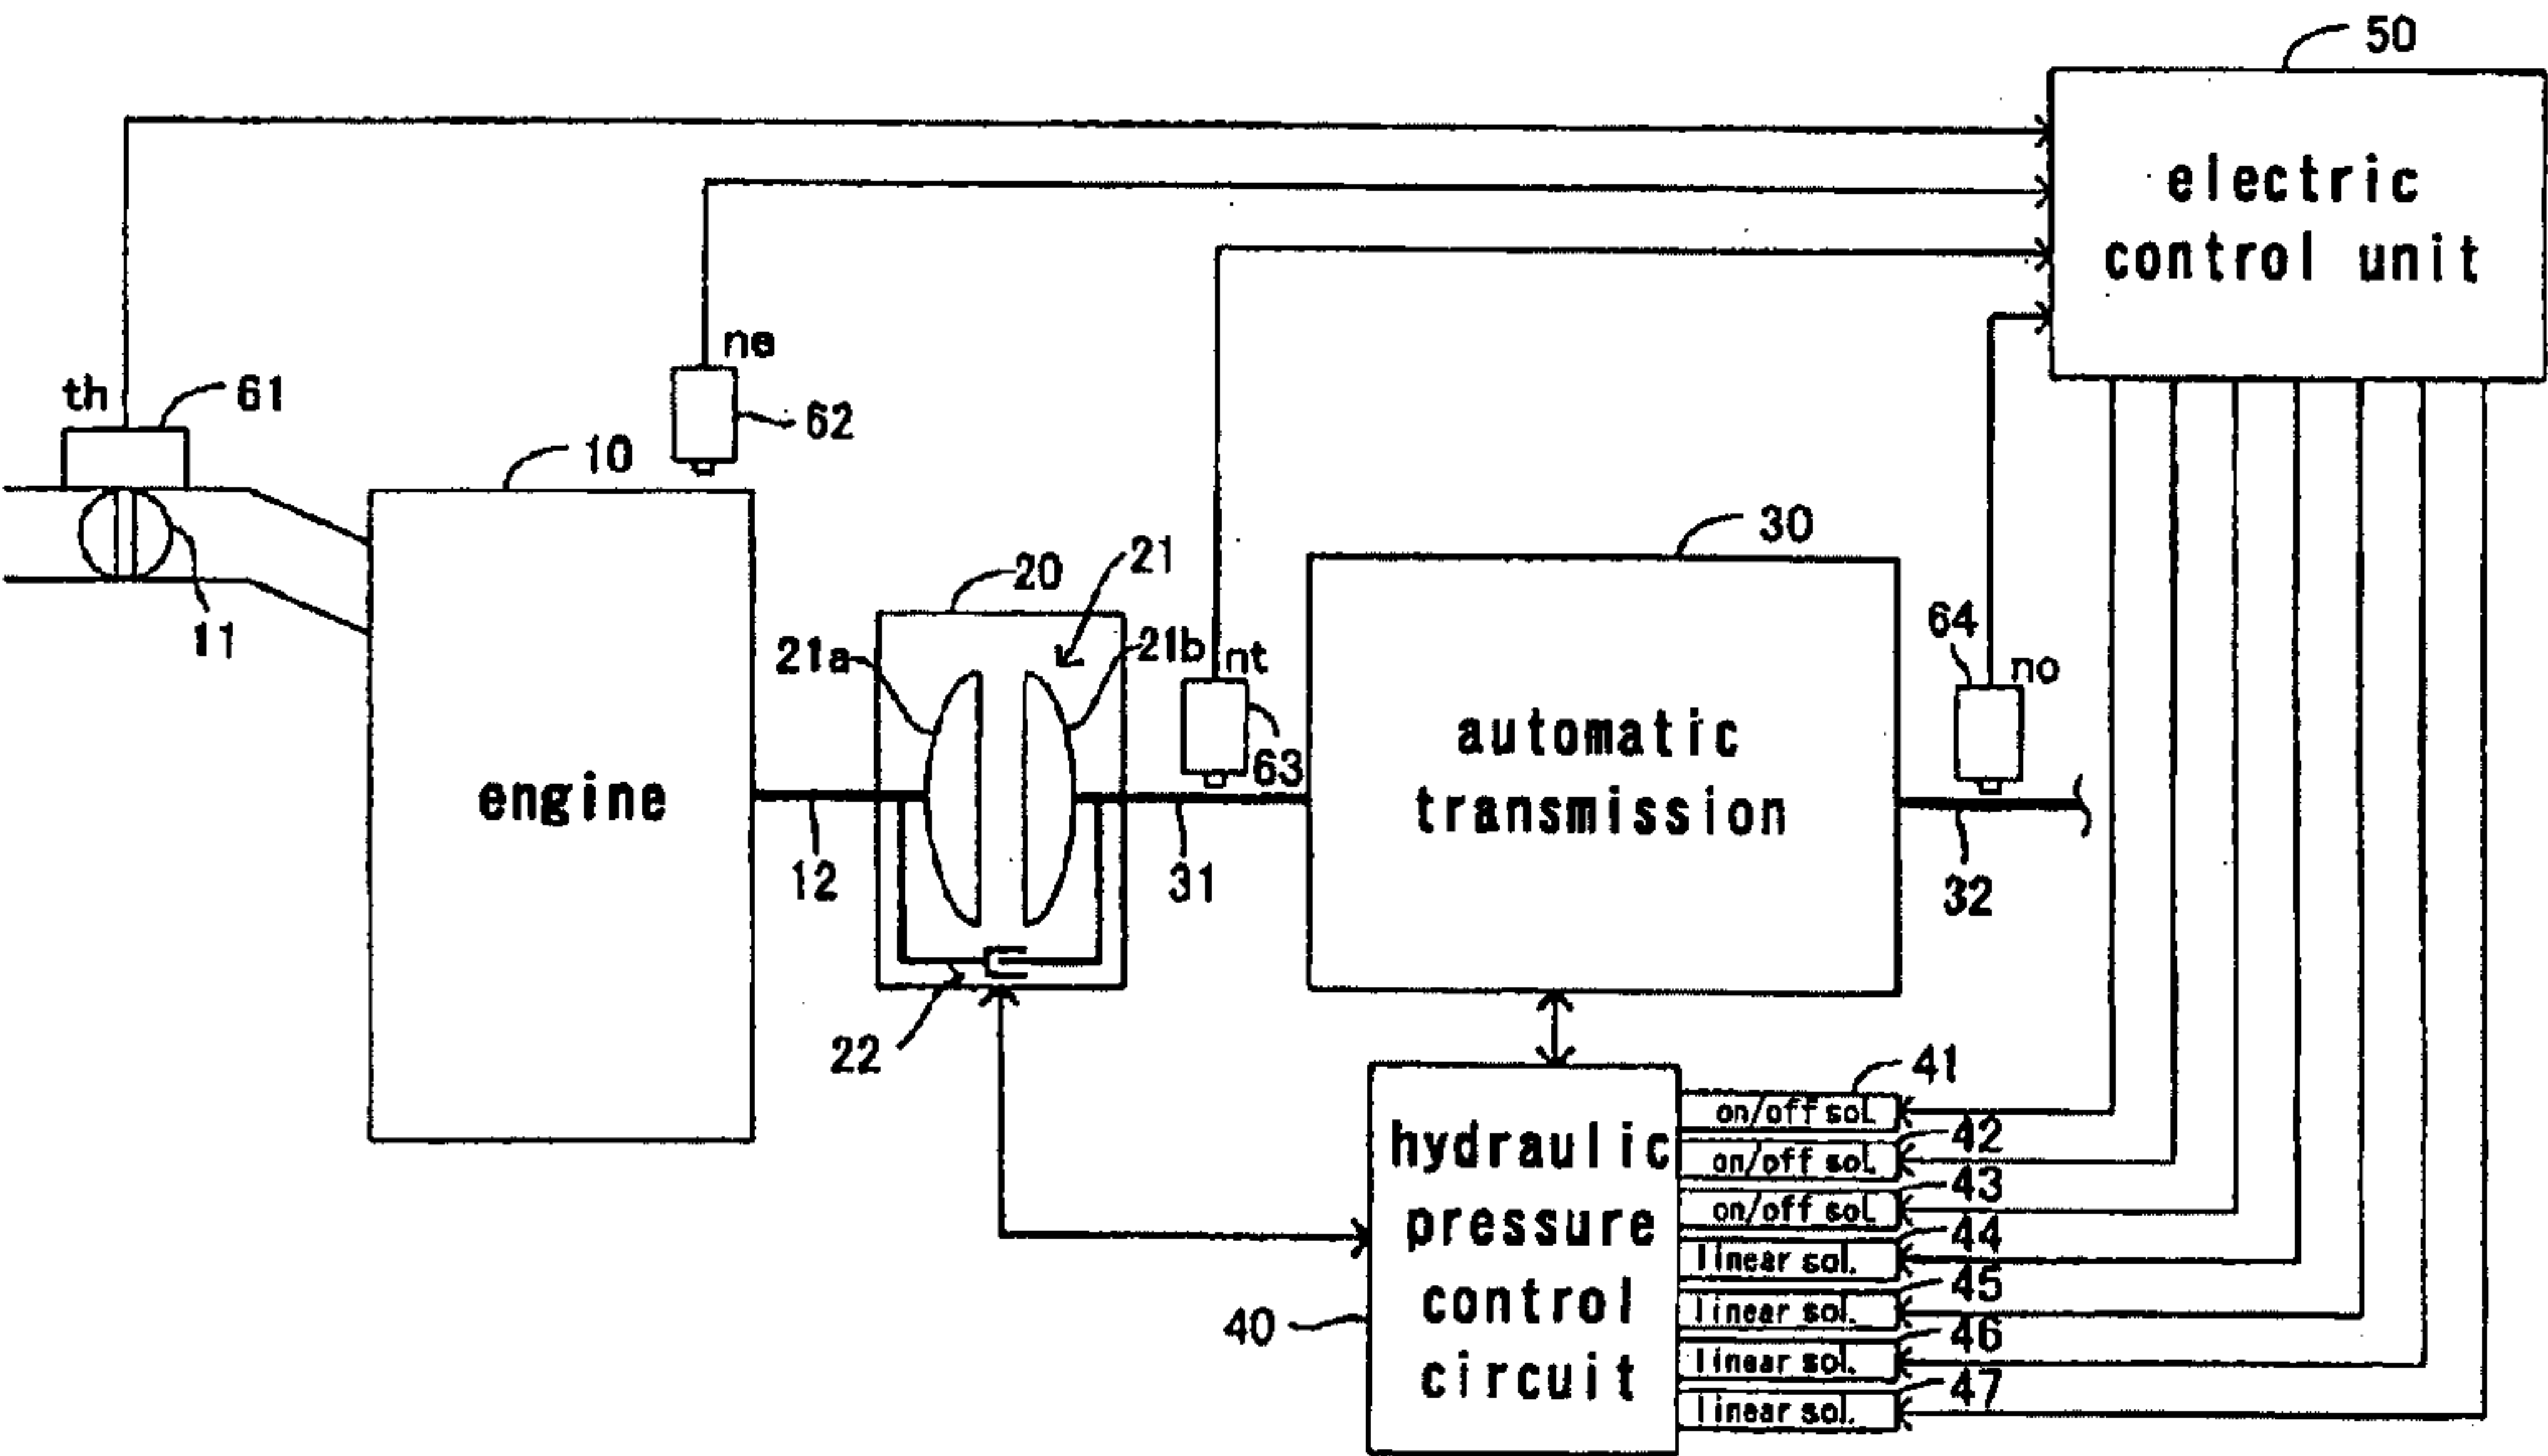 50
electric
control unit
ne
th
61
62
10
30
20
21
64
11
21a
21b
nt
no
63
automatic
transmission
engine
12
31
32
22
41
on/off sol.
42
on/off sol.
43
on/off sol.
44
linear sol.
45
linear sol.
46
linear sol.
47
linear sol.
hydraulic
pressure
control
circuit
40